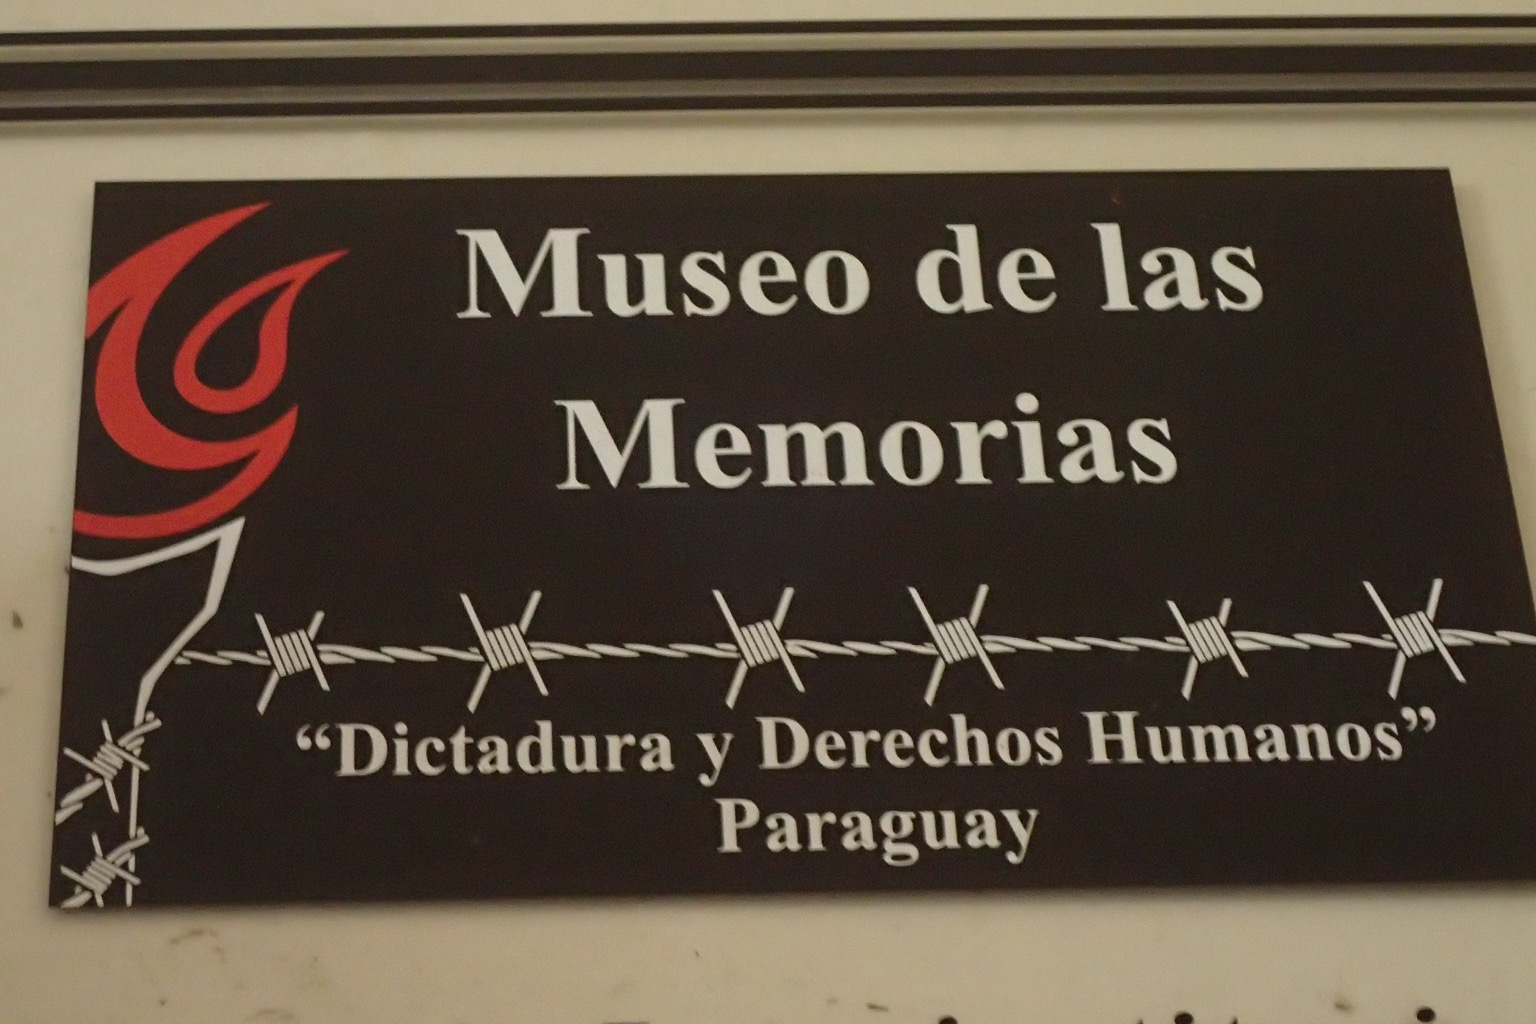 Museo de las
Memorias
“Dictadura y Derechos Humanos”
Paraguay